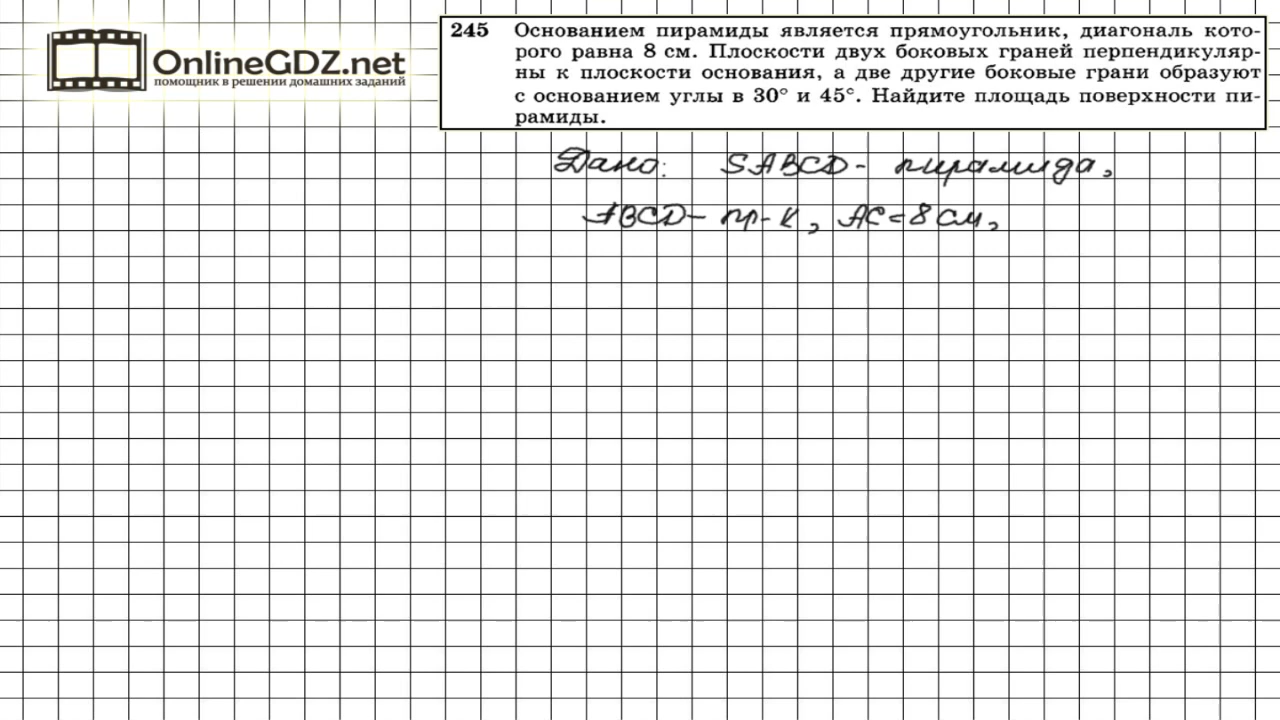 OnlineGDZ.net
помощник в решении домашних заданий
245 Основанием пирамиды является прямоугольник, диагональ кото-
рого равна 8 см. Плоскости двух боковых граней перпендикуляр-
ны к плоскости основания, а две другие боковые грани образуют
с основанием углы в 30° и 45°. Найдите площадь поверхности пи-
рамиды.
Дано: SABCD- пирамида,
ABCD- пр-к, AC=8 см,